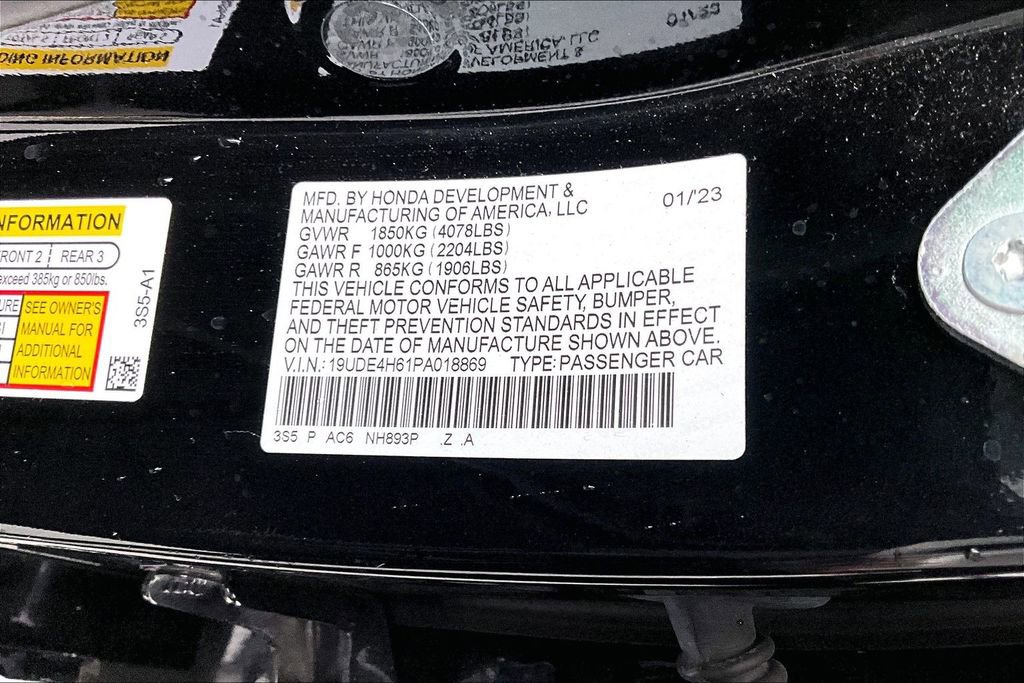 NFORMATION
FRONT 2 REAR 3
exceed 385kg or 850lbs.
SEE OWNER'S
MANUAL FOR
ADDITIONAL
INFORMATION
3S5-A1
MFD. BY HONDA DEVELOPMENT &
MANUFACTURING OF AMERICA, LLC
01/'23
GVWR 1850KG (4078LBS)
GAWR F 1000KG (2204LBS)
GAWR R 865KG (1906LBS)
THIS VEHICLE CONFORMS TO ALL APPLICABLE
FEDERAL MOTOR VEHICLE SAFETY, BUMPER,
AND THEFT PREVENTION STANDARDS IN EFFECT
ON THE DATE OF MANUFACTURE SHOWN ABOVE.
V.I.N.: 19UDE4H61PA018869 TYPE: PASSENGER CAR
3S5 P AC6 NH893P .Z .A